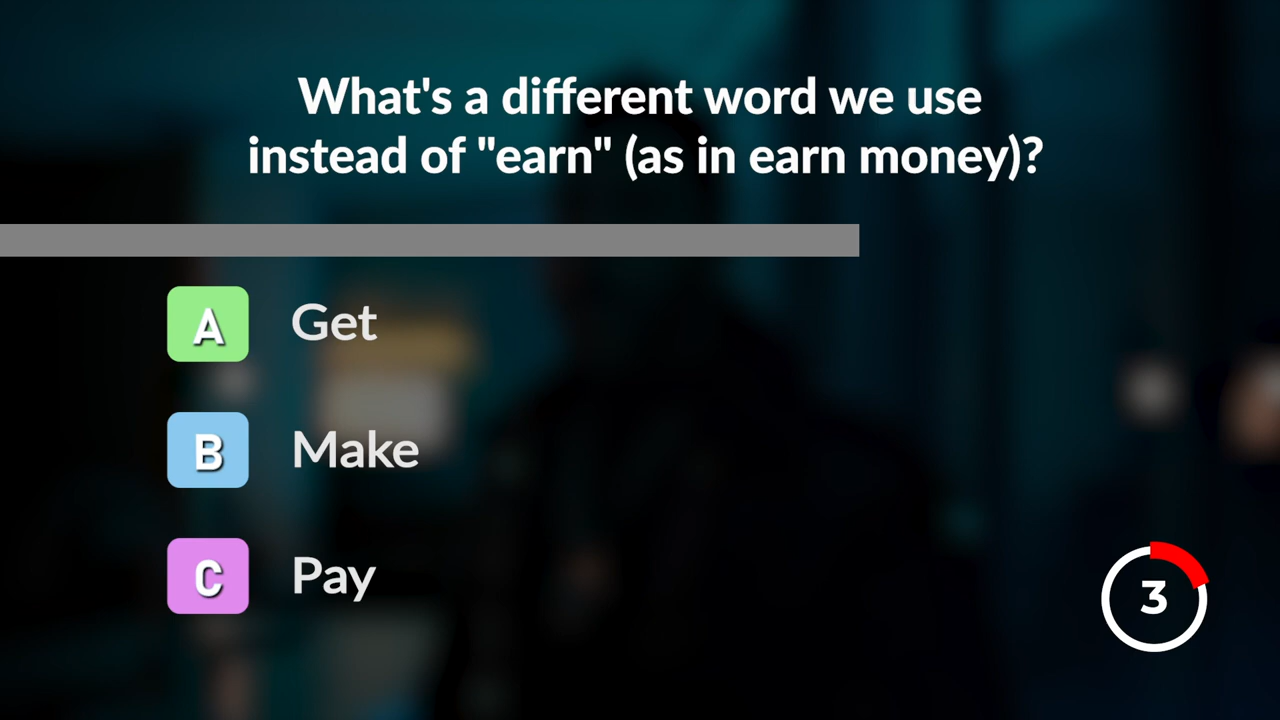 What's a different word we use
instead of "earn" (as in earn money)?
A Get
B Make
C Pay
3